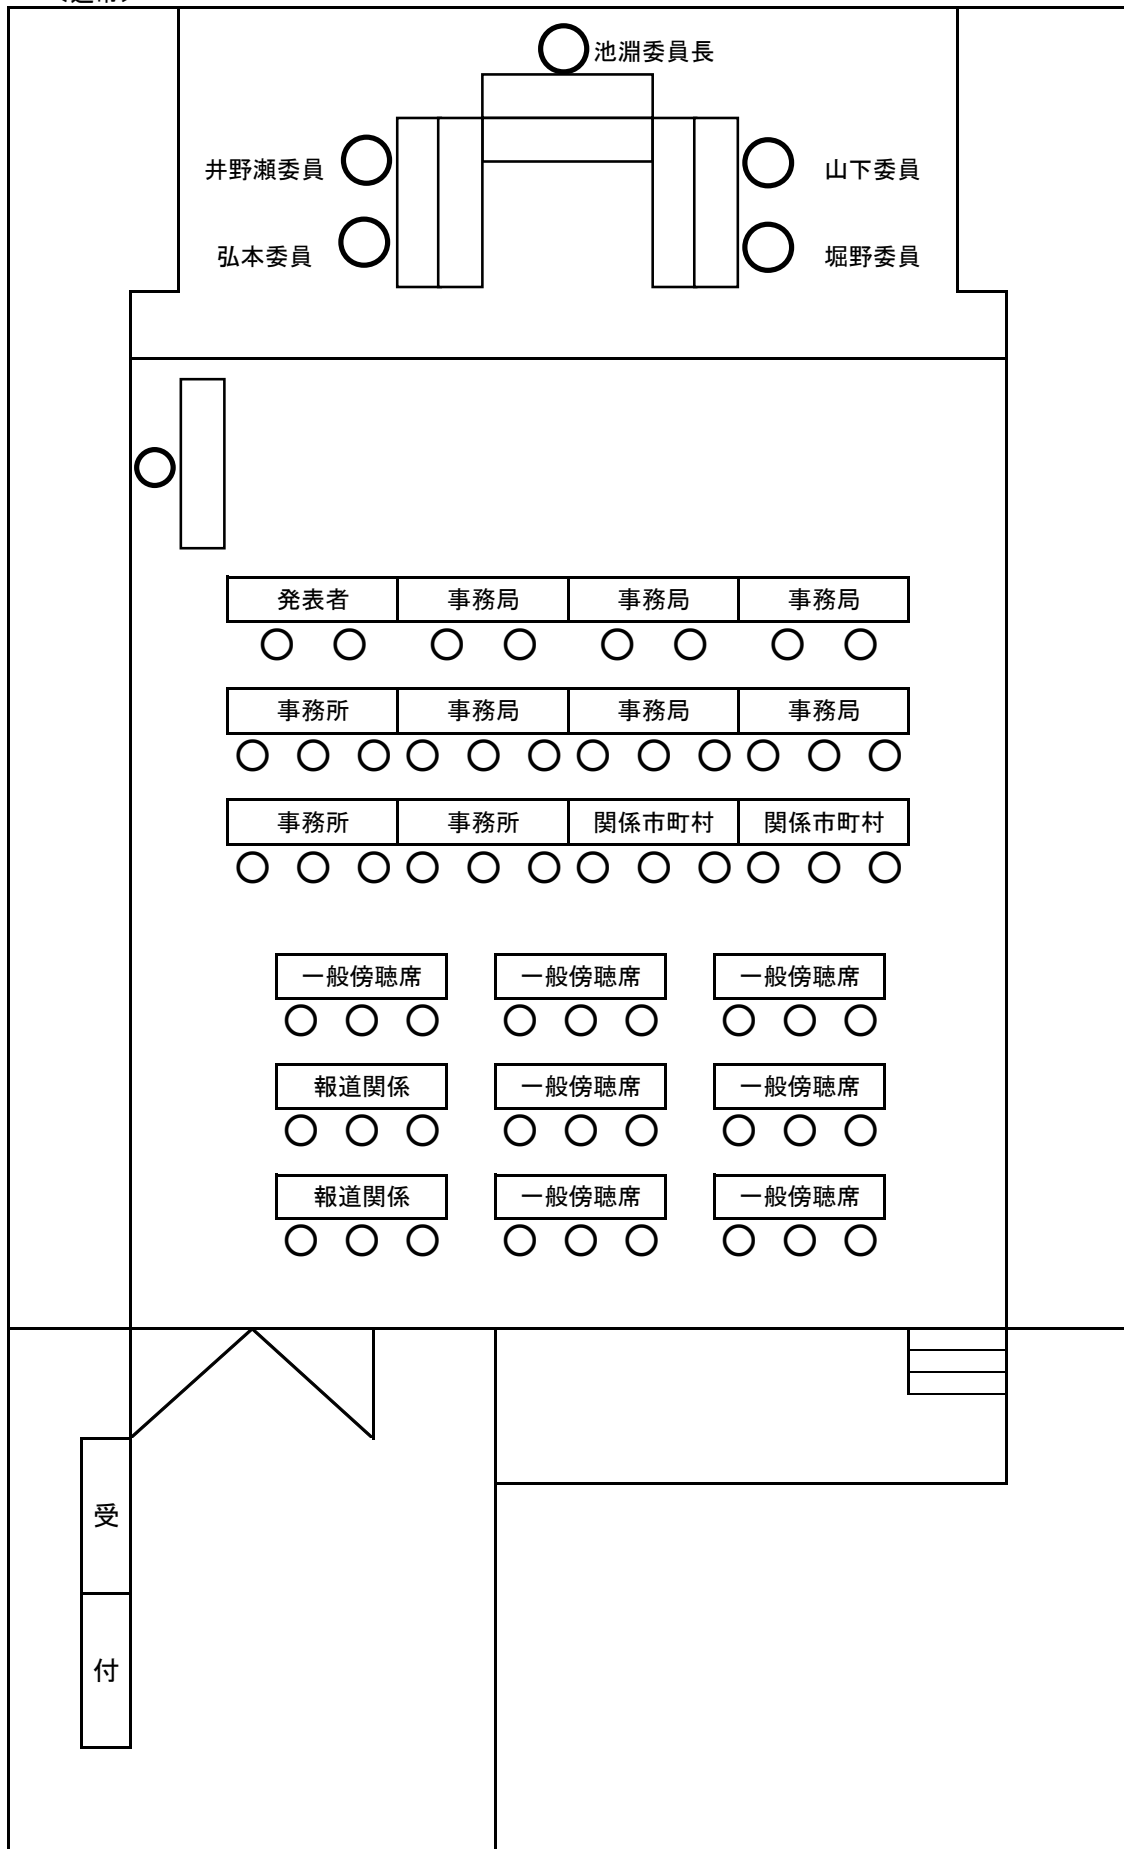 池淵委員長
井野瀬委員
山下委員
弘本委員
堀野委員
発表者 事務局 事務局 事務局
事務所 事務局 事務局 事務局
事務所 事務所 関係市町村 関係市町村
一般傍聴席 一般傍聴席 一般傍聴席
報道関係 一般傍聴席 一般傍聴席
報道関係 一般傍聴席 一般傍聴席
受
付